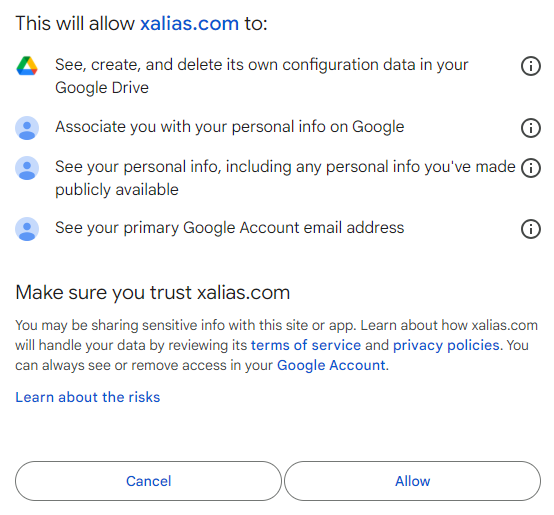 This will allow xalias.com to:
See, create, and delete its own configuration data in your
Google Drive
Associate you with your personal info on Google
See your personal info, including any personal info you've made
publicly available
See your primary Google Account email address
Make sure you trust xalias.com
You may be sharing sensitive info with this site or app. Learn about how xalias.com
will handle your data by reviewing its terms of service and privacy policies. You
can always see or remove access in your Google Account.
Learn about the risks
Cancel
Allow